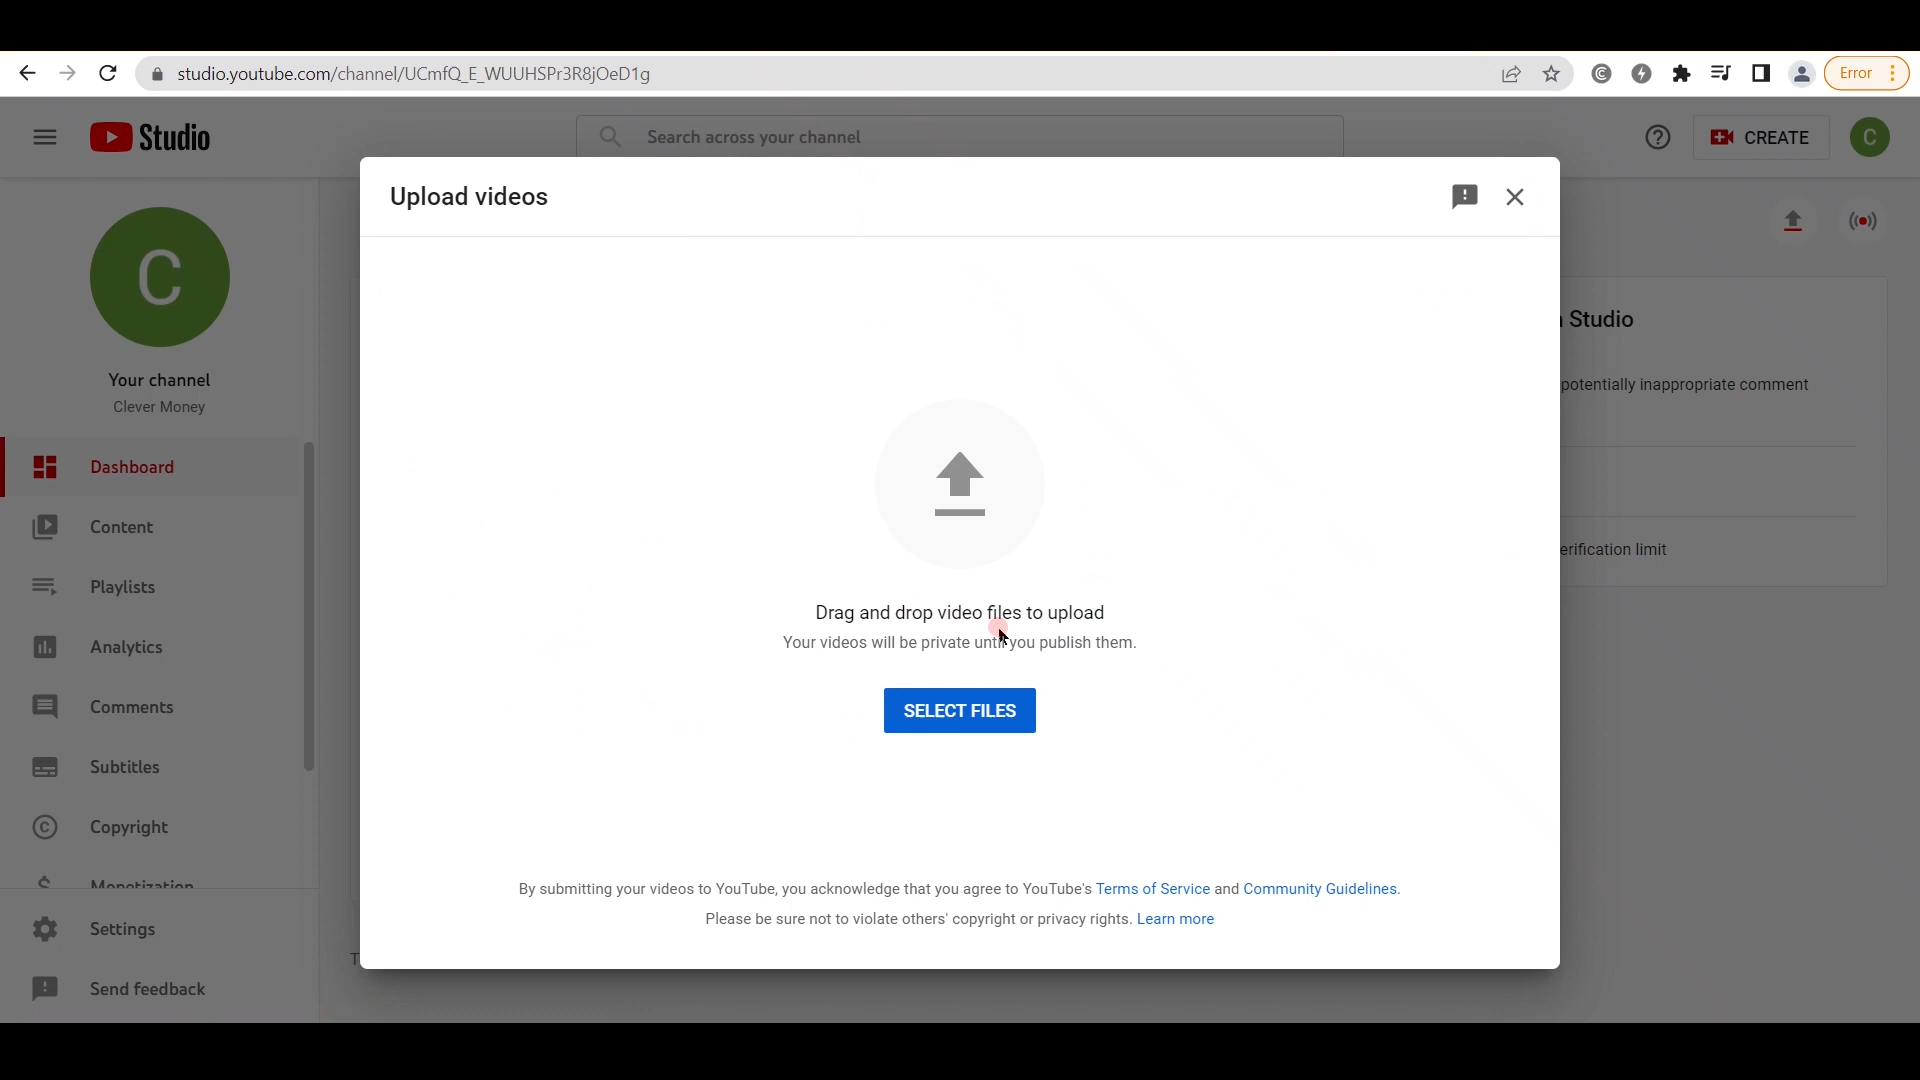 studio.youtube.com/channel/UCmfQ_E_WUUHSPr3R8jOeD1g
Error
Studio
Search across your channel
CREATE
C
Upload videos
C
Your channel
Clever Money
Dashboard
Content
Playlists
Analytics
Comments
Subtitles
Copyright
Monetization
Settings
Send feedback
Studio
potentially inappropriate comment
erification limit
Drag and drop video files to upload
Your videos will be private until you publish them.
SELECT FILES
By submitting your videos to YouTube, you acknowledge that you agree to YouTube's Terms of Service and Community Guidelines.
Please be sure not to violate others' copyright or privacy rights. Learn more
T